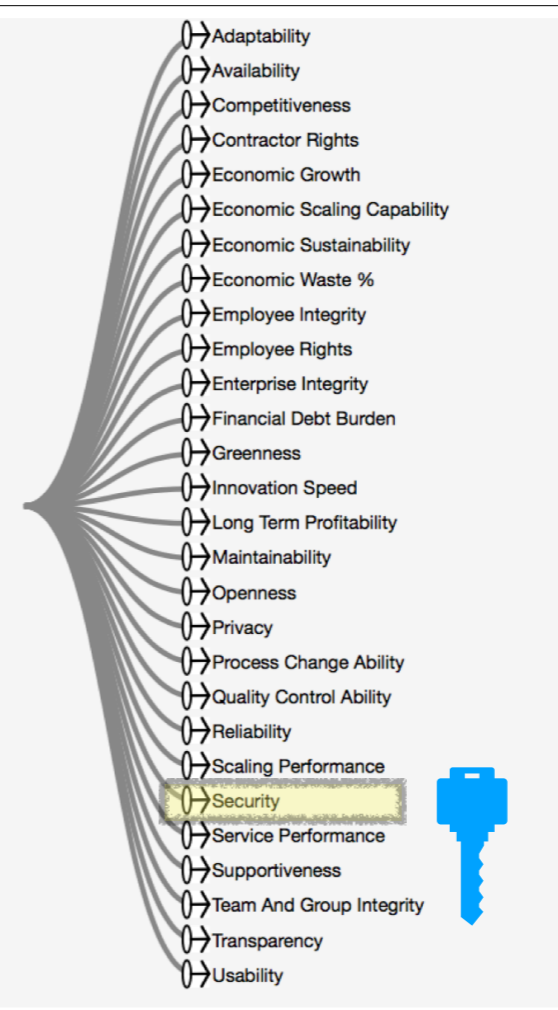 Adaptability
Availability
Competitiveness
Contractor Rights
Economic Growth
Economic Scaling Capability
Economic Sustainability
Economic Waste %
Employee Integrity
Employee Rights
Enterprise Integrity
Financial Debt Burden
Greenness
Innovation Speed
Long Term Profitability
Maintainability
Openness
Privacy
Process Change Ability
Quality Control Ability
Reliability
Scaling Performance
Security
Service Performance
Supportiveness
Team And Group Integrity
Transparency
Usability